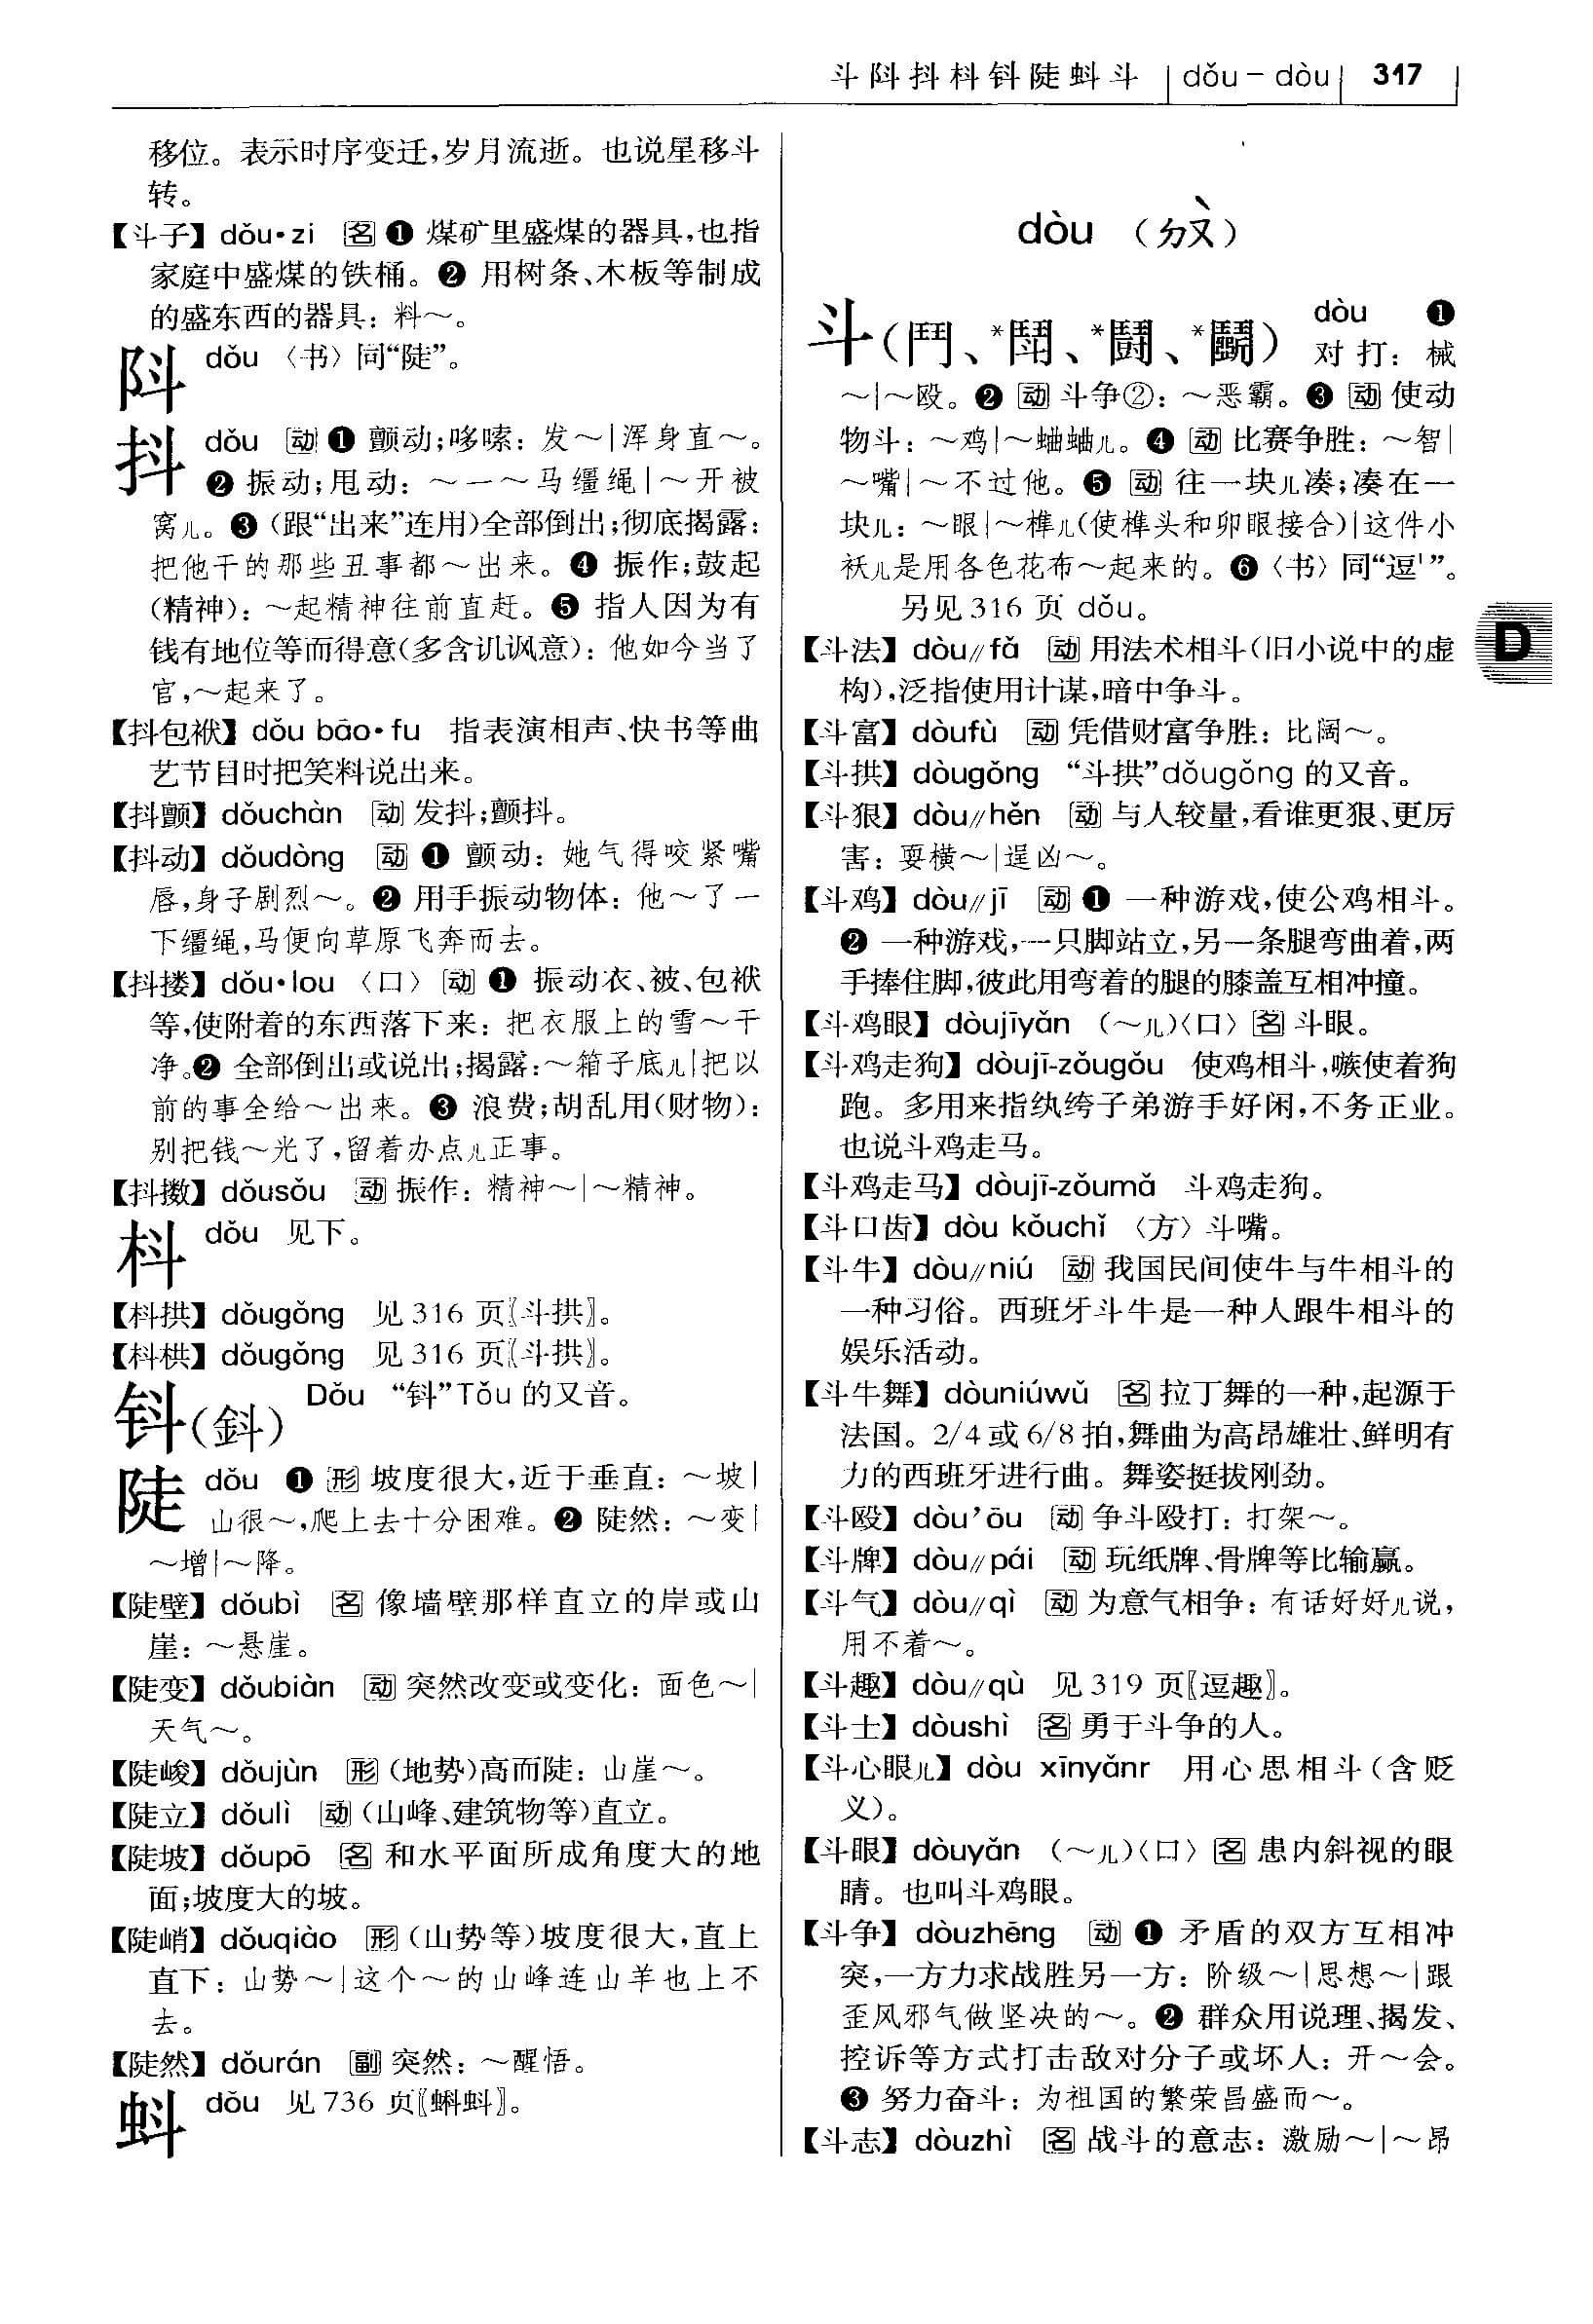 斗㪷抖枓钭陡蚪斗 dǒu－dòu 317
移位。表示时序变迁，岁月流逝。也说星移斗
转。
【斗子】dǒu·zi 名 ❶ 煤矿里盛煤的器具，也指
家庭中盛煤的铁桶。❷ 用树条、木板等制成
的盛东西的器具：料～。
阧 dǒu 〈书〉同“陡”。
抖 dǒu 动 ❶ 颤动；哆嗦：发～|浑身直～。
❷ 振动；甩动：～一～马缰绳|～开被
窝儿。❸（跟“出来”连用）全部倒出；彻底揭露：
把他干的那些丑事都～出来。❹ 振作；鼓起
（精神）：～起精神往前直赶。❺ 指人因为有
钱有地位等而得意（多含讥讽意）：他如今当了
官，～起来了。
【抖包袱】dǒu bāo·fu 指表演相声、快书等曲
艺节目时把笑料说出来。
【抖颤】dǒuchàn 动 发抖；颤抖。
【抖动】dǒudòng 动 ❶ 颤动：她气得咬紧嘴
唇，身子剧烈～。❷ 用手振动物体：他～了一
下缰绳，马便向草原飞奔而去。
【抖搂】dǒu·lou 〈口〉动 ❶ 振动衣、被、包袱
等，使附着的东西落下来：把衣服上的雪～干
净。❷ 全部倒出或说出；揭露：～箱子底儿|把以
前的事全给～出来。❸ 浪费；胡乱用（财物）：
别把钱～光了，留着办点儿正事。
【抖擞】dǒusǒu 动 振作：精神～|～精神。
枓 dǒu 见下。
【枓拱】dǒugǒng 见316 页〖斗拱〗。
【枓栱】dǒugǒng 见316 页〖斗拱〗。
钭（鈄） Dǒu “钭”Tǒu 的又音。
陡 dǒu ❶ 形 坡度很大，近于垂直：～坡|
山很～，爬上去十分困难。❷ 陡然：～变|
～增|～降。
【陡壁】dǒubì 名 像墙壁那样直立的岸或山
崖：～悬崖。
【陡变】dǒubiàn 动 突然改变或变化：面色～|
天气～。
【陡峻】dǒujùn 形（地势）高而陡：山崖～。
【陡立】dǒulì 动（山峰、建筑物等）直立。
【陡坡】dǒupō 名 和水平面所成角度大的地
面；坡度大的坡。
【陡峭】dǒuqiào 形（山势等）坡度很大，直上
直下：山势～|这个～的山峰连山羊也上不
去。
【陡然】dǒurán 副 突然：～醒悟。
蚪 dǒu 见736 页〖蝌蚪〗。
dòu （ㄉㄡˋ）
斗（鬥、*鬦、*鬪、*鬭） dòu ❶
对打：械
～|～殴。❷ 动 斗争②：～恶霸。❸ 动 使动
物斗：～鸡|～蛐蛐儿。❹ 动 比赛争胜：～智|
～嘴|～不过他。❺ 动 往一块儿凑；凑在一
块儿：～眼|～榫儿（使榫头和卯眼接合）|这件小
袄儿是用各色花布～起来的。❻〈书〉同“逗¹”。
另见316 页 dǒu。
【斗法】dòu//fǎ 动 用法术相斗（旧小说中的虚
构），泛指使用计谋，暗中争斗。
【斗富】dòufù 动 凭借财富争胜：比阔～。
【斗拱】dòugǒng “斗拱”dǒugǒng 的又音。
【斗狠】dòu//hěn 动 与人较量，看谁更狠、更厉
害：耍横～|逞凶～。
【斗鸡】dòu//jī 动 ❶ 一种游戏，使公鸡相斗。
❷ 一种游戏，一只脚站立，另一条腿弯曲着，两
手捧住脚，彼此用弯着的腿的膝盖互相冲撞。
【斗鸡眼】dòujīyǎn （～儿）〈口〉名 斗眼。
【斗鸡走狗】dòujī-zǒugǒu 使鸡相斗，嗾使着狗
跑。多用来指纨绔子弟游手好闲，不务正业。
也说斗鸡走马。
【斗鸡走马】dòujī-zǒumǎ 斗鸡走狗。
【斗口齿】dòu kǒuchǐ 〈方〉斗嘴。
【斗牛】dòu//niú 动 我国民间使牛与牛相斗的
一种习俗。西班牙斗牛是一种人跟牛相斗的
娱乐活动。
【斗牛舞】dòuniúwǔ 名 拉丁舞的一种，起源于
法国。2/4 或 6/8 拍，舞曲为高昂雄壮、鲜明有
力的西班牙进行曲。舞姿挺拔刚劲。
【斗殴】dòu’ōu 动 争斗殴打：打架～。
【斗牌】dòu//pái 动 玩纸牌、骨牌等比输赢。
【斗气】dòu//qì 动 为意气相争：有话好好儿说，
用不着～。
【斗趣】dòu//qù 见319 页〖逗趣〗。
【斗士】dòushì 名 勇于斗争的人。
【斗心眼儿】dòu xīnyǎnr 用心思相斗（含贬
义）。
【斗眼】dòuyǎn （～儿）〈口〉名 患内斜视的眼
睛。也叫斗鸡眼。
【斗争】dòuzhēng 动 ❶ 矛盾的双方互相冲
突，一方力求战胜另一方：阶级～|思想～|跟
歪风邪气做坚决的～。❷ 群众用说理、揭发、
控诉等方式打击敌对分子或坏人：开～会。
❸ 努力奋斗：为祖国的繁荣昌盛而～。
【斗志】dòuzhì 名 战斗的意志：激励～|～昂
D